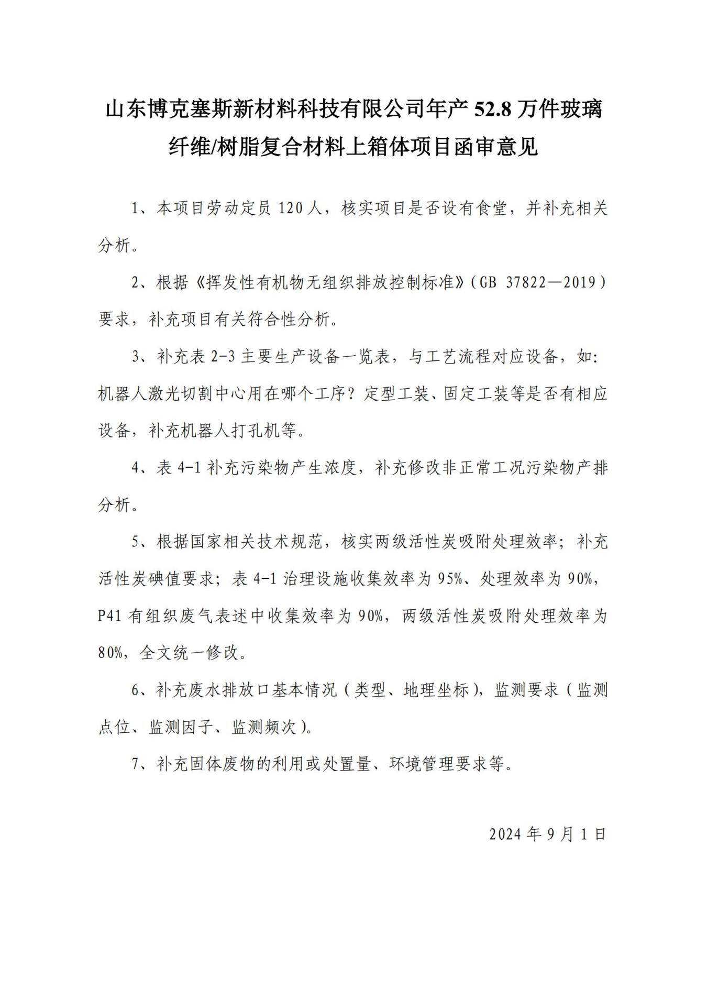 山东博克塞斯新材料科技有限公司年产 52.8 万件玻璃
纤维/树脂复合材料上箱体项目函审意见
1、本项目劳动定员 120 人，核实项目是否设有食堂，并补充相关
分析。
2、根据《挥发性有机物无组织排放控制标准》（GB 37822—2019）
要求，补充项目有关符合性分析。
3、补充表 2-3 主要生产设备一览表，与工艺流程对应设备，如：
机器人激光切割中心用在哪个工序？定型工装、固定工装等是否有相应
设备，补充机器人打孔机等。
4、表 4-1 补充污染物产生浓度，补充修改非正常工况污染物产排
分析。
5、根据国家相关技术规范，核实两级活性炭吸附处理效率；补充
活性炭碘值要求；表 4-1 治理设施收集效率为 95%、处理效率为 90%，
P41 有组织废气表述中收集效率为 90%，两级活性炭吸附处理效率为
80%，全文统一修改。
6、补充废水排放口基本情况（类型、地理坐标），监测要求（监测
点位、监测因子、监测频次）。
7、补充固体废物的利用或处置量、环境管理要求等。
2024 年 9 月 1 日